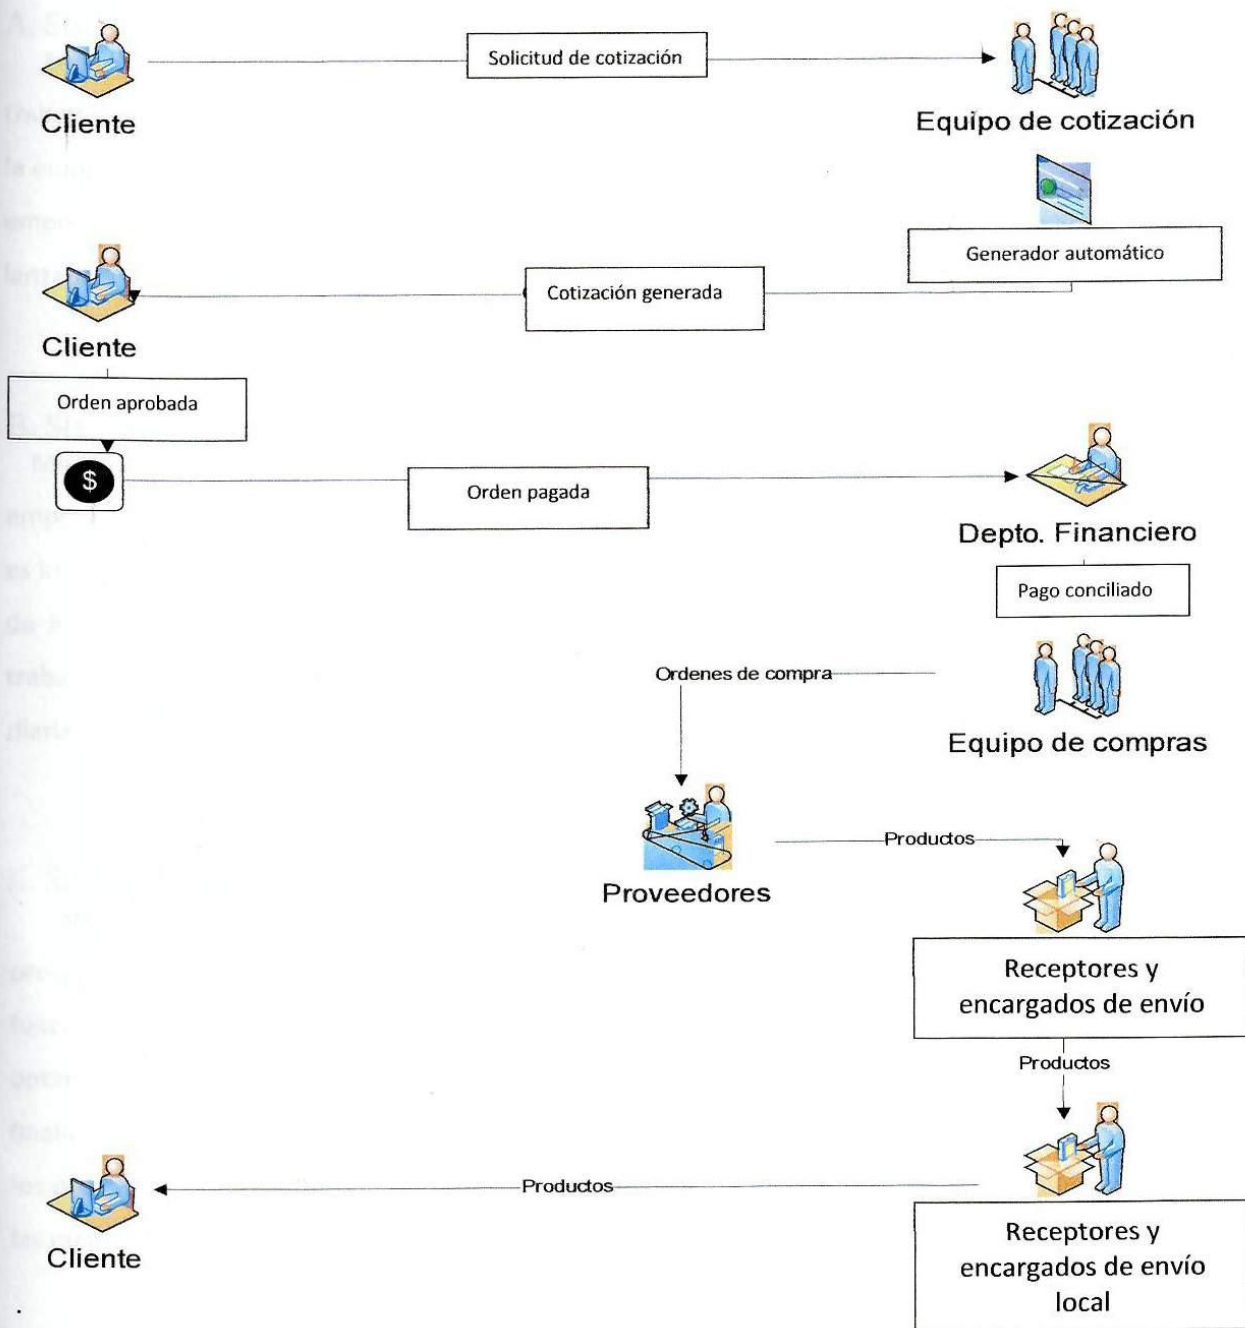 Solicitud de cotización
Cliente
Equipo de cotización
Generador automático
Cotización generada
Cliente
Orden aprobada
$
Orden pagada
Depto. Financiero
Pago conciliado
Ordenes de compra
Equipo de compras
Productos
Proveedores
Receptores y
encargados de envío
Productos
Productos
Cliente
Receptores y
encargados de envío
local